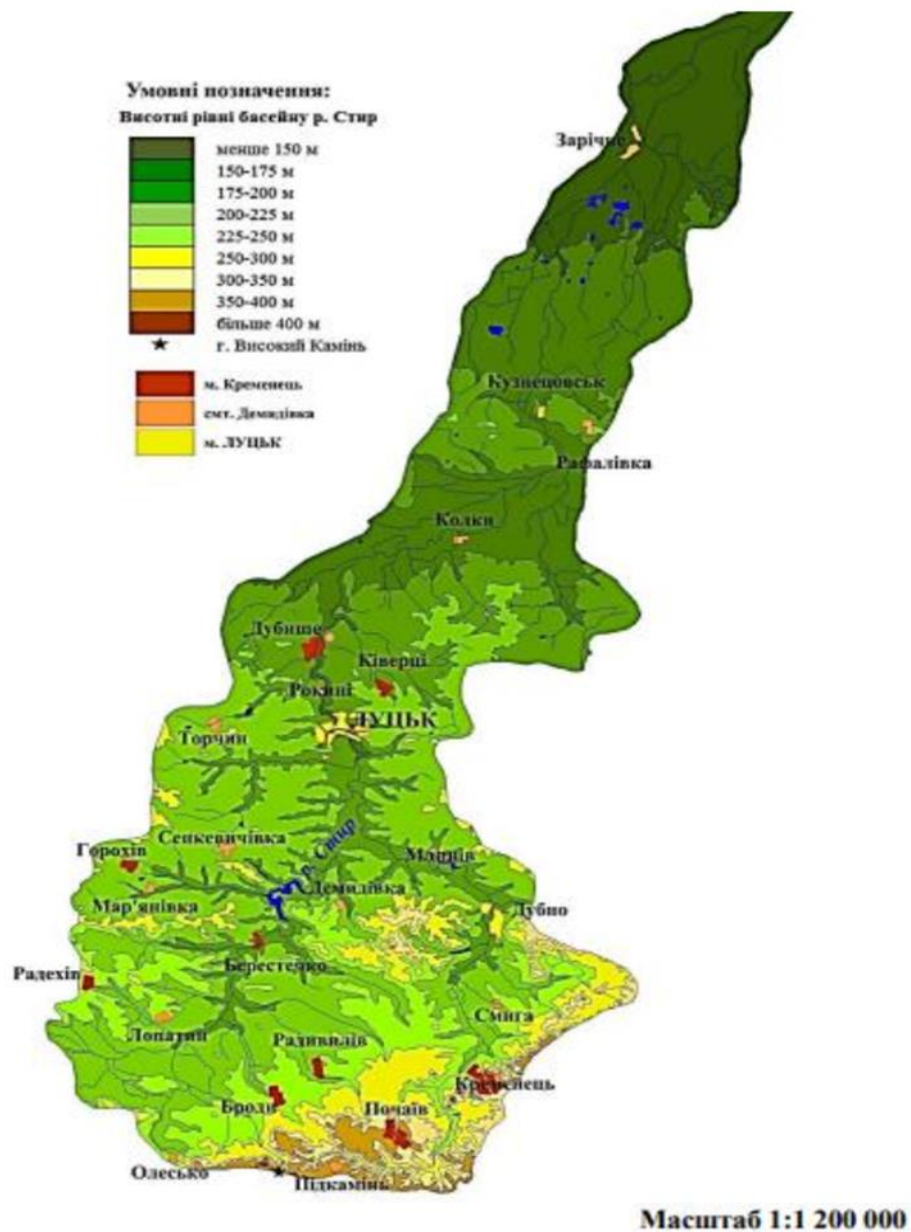 Умовні позначення:
Висотні рівні басейну р. Стир
менше 150 м
150-175 м
175-200 м
200-225 м
225-250 м
250-300 м
300-350 м
350-400 м
більше 400 м
г. Високий Камінь
м. Кременець
смт. Демидівка
м. ЛУЦЬК
Зарічне
Кузнецовськ
Рафалівка
Колки
Дубище
Ківерці
Рокині
ЛУЦЬК
Торчин
Сенкевичівка
р. Стир
Горохів
Млинів
Демидівка
Мар'янівка
Дубно
Берестечко
Радехів
Смига
Лопатин
Радивилів
Кременець
Броди
Почаїв
Олесько
Підкамінь
Масштаб 1:1 200 000